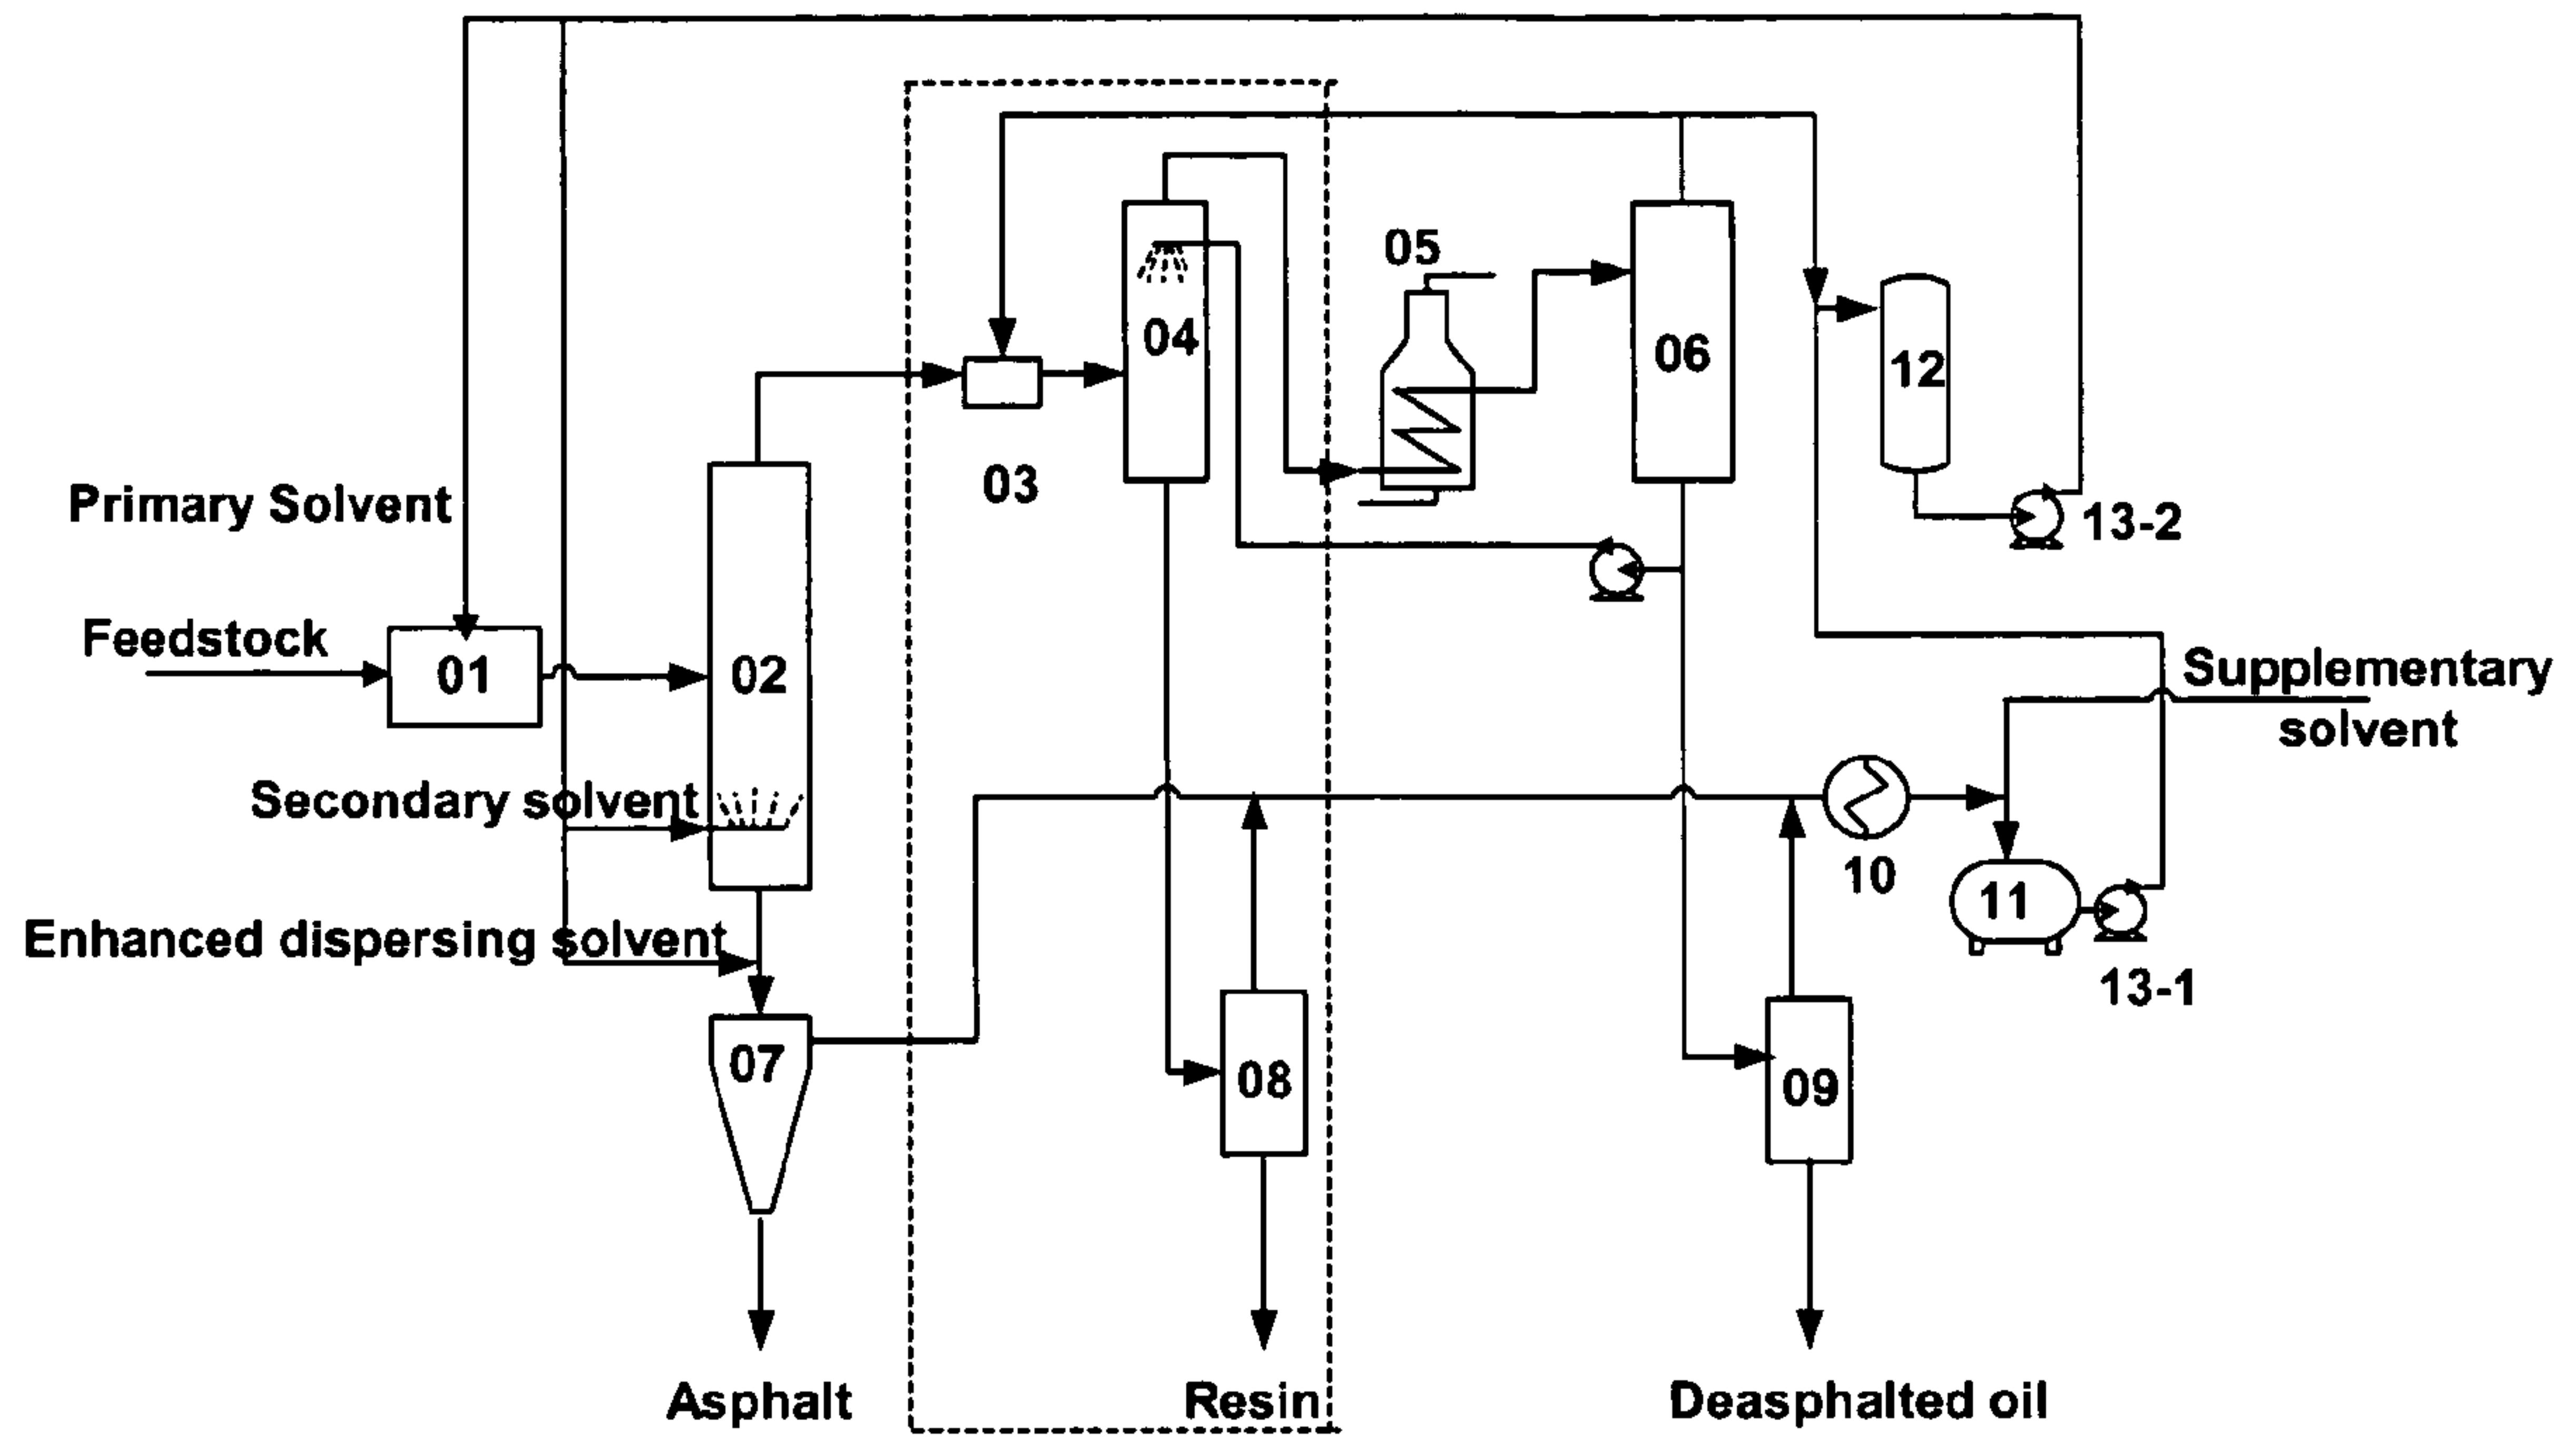 05
04
06
12
03
Primary Solvent
13-2
Feedstock
01
02
Supplementary
solvent
Secondary solvent
10
11
Enhanced dispersing solvent
13-1
07
08
09
Asphalt
Resin
Deasphalted oil